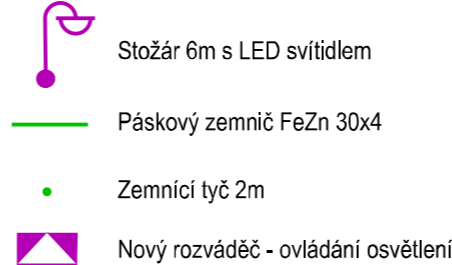 Stožár 6m s LED svítidlem
Páskový zemnič FeZn 30x4
Zemnící tyč 2m
Nový rozváděč - ovládání osvětlení